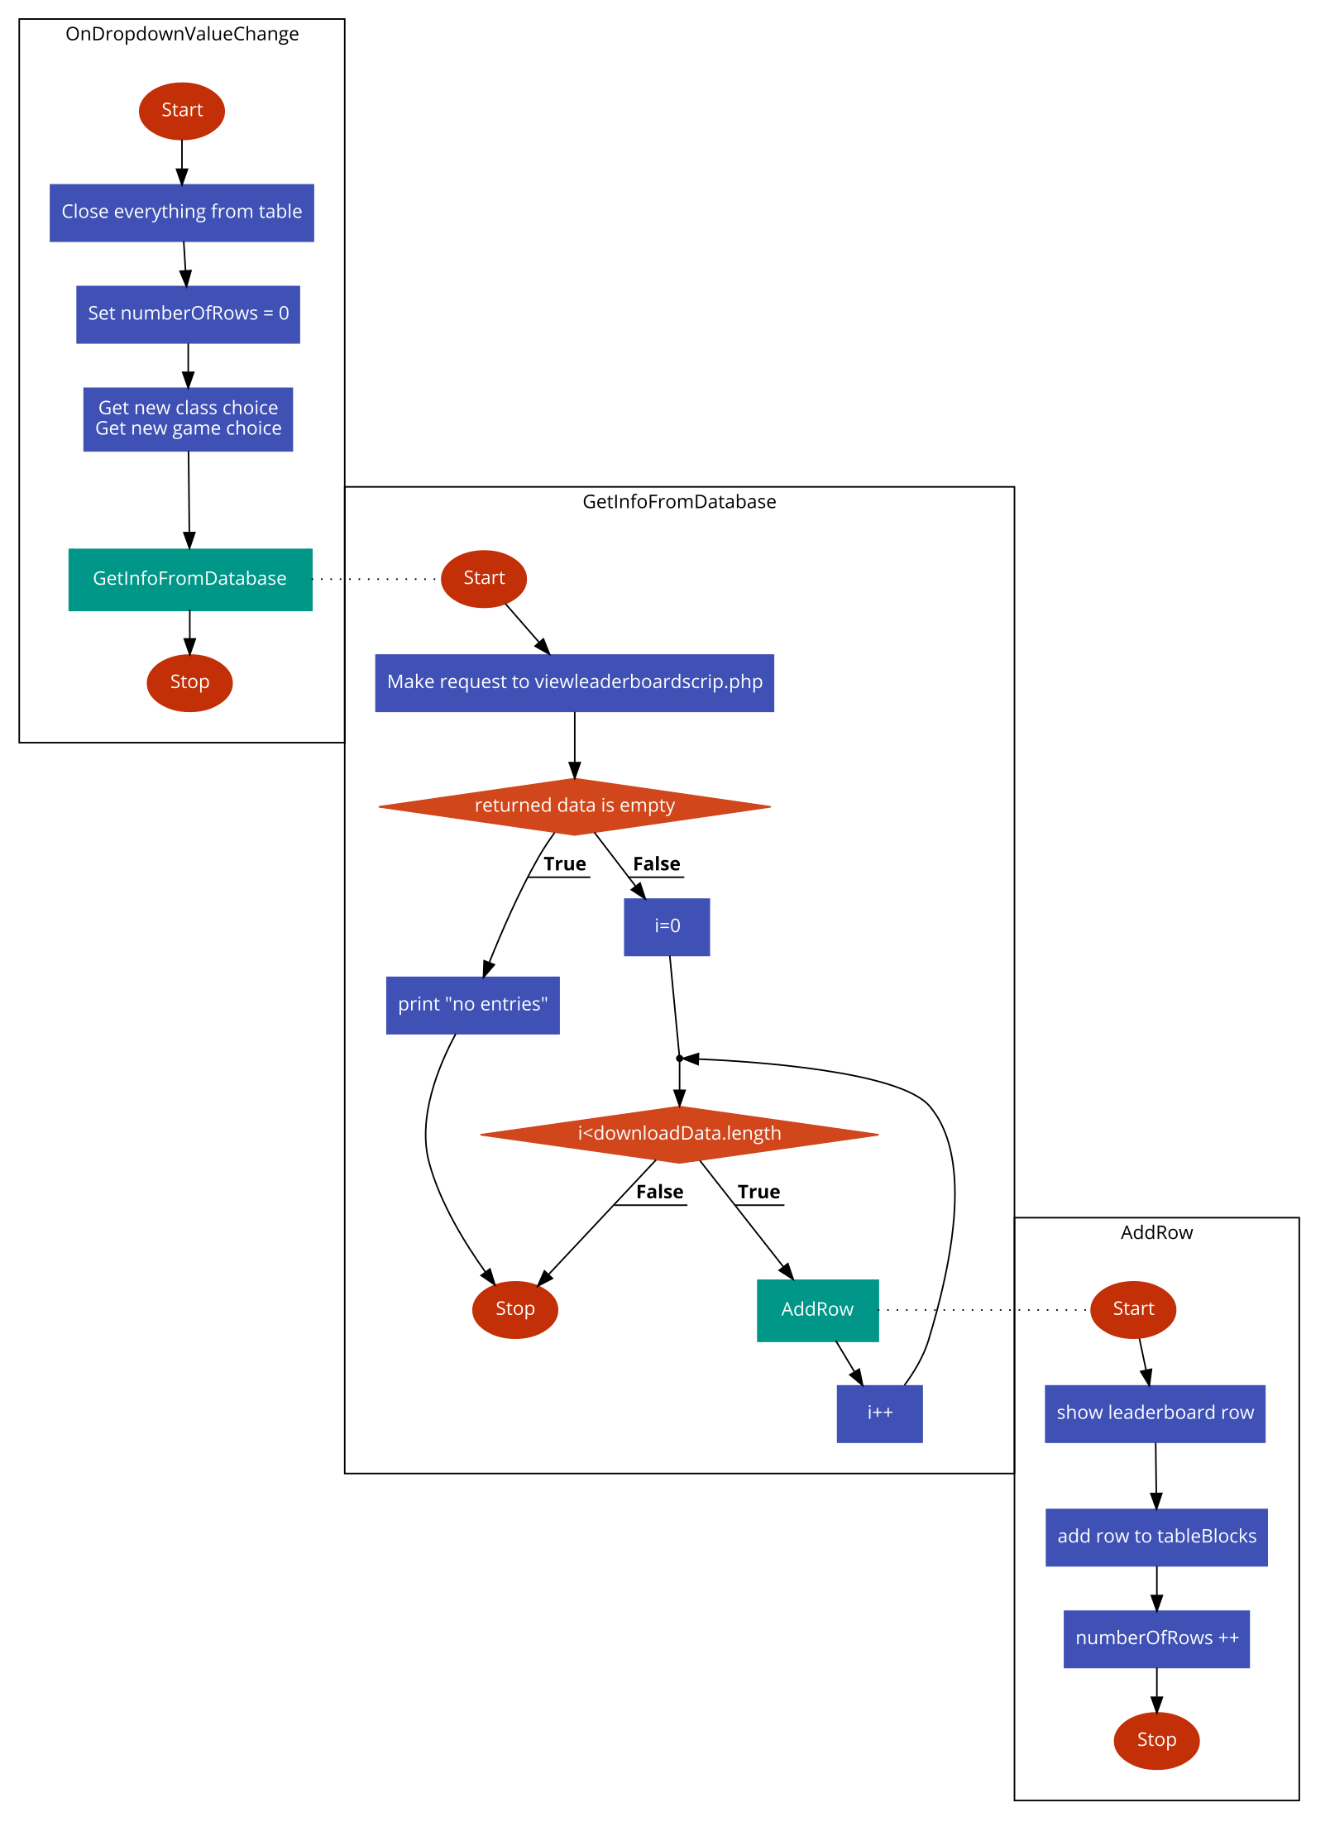 OnDropdownValueChange
Start
Close everything from table
Set numberOfRows = 0
Get new class choice
Get new game choice
GetInfoFromDatabase
Stop
GetInfoFromDatabase
Start
Make request to viewleaderboardscrip.php
returned data is empty
True
False
i=0
print "no entries"
i<downloadData.length
False
True
Stop
AddRow
i++
AddRow
Start
show leaderboard row
add row to tableBlocks
numberOfRows ++
Stop